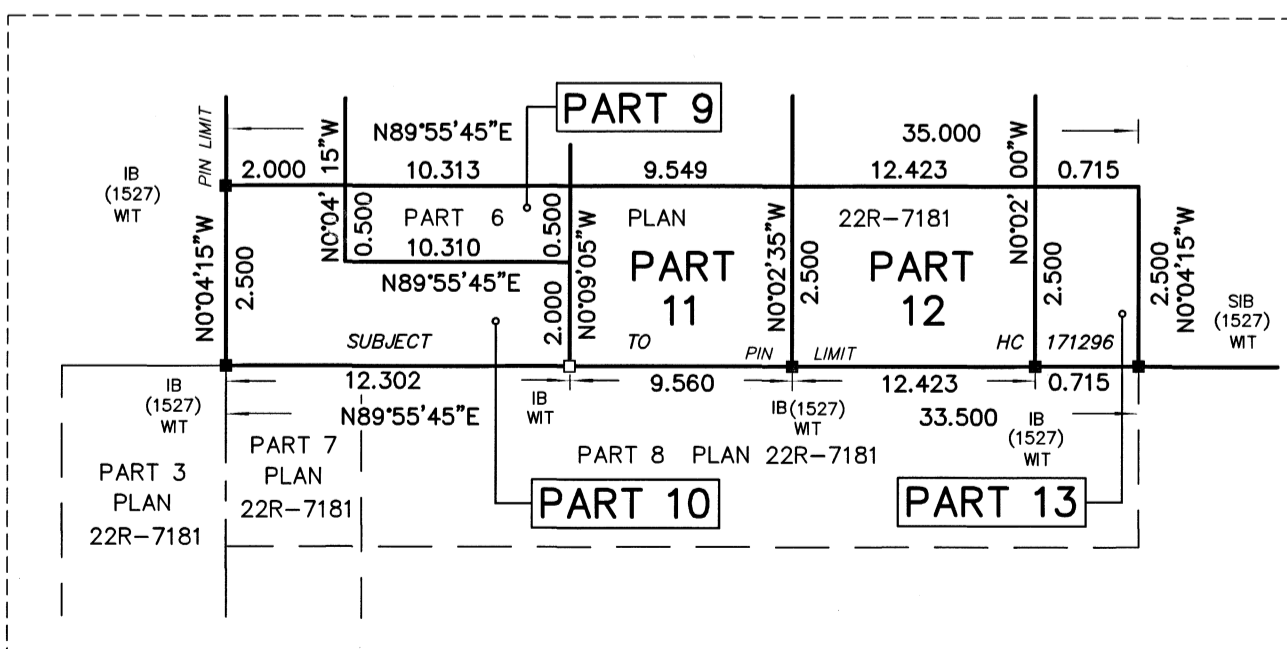 PART 9
N89°55'45"E
35.000
PIN LIMIT
2.000
10.313
9.549
12.423
0.715
IB
(1527)
WIT
N0°04' 15"W
N0°02' 00"W
PART 6 PLAN 22R-7181
0.500
0.500
10.310
N89°55'45"E
N0°04'15"W
2.500
2.000
N0°09'05"W
PART
11
N0°02'35"W
2.500
PART
12
2.500
2.500
N0°04'15"W
SIB
(1527)
WIT
SUBJECT TO PIN LIMIT HC 171296
12.302
9.560
12.423
0.715
IB
(1527)
WIT
N89°55'45"E
IB
WIT
IB(1527)
WIT
33.500
IB
(1527)
WIT
PART 3
PLAN
22R-7181
PART 7
PLAN
22R-7181
PART 8 PLAN 22R-7181
PART 10
PART 13